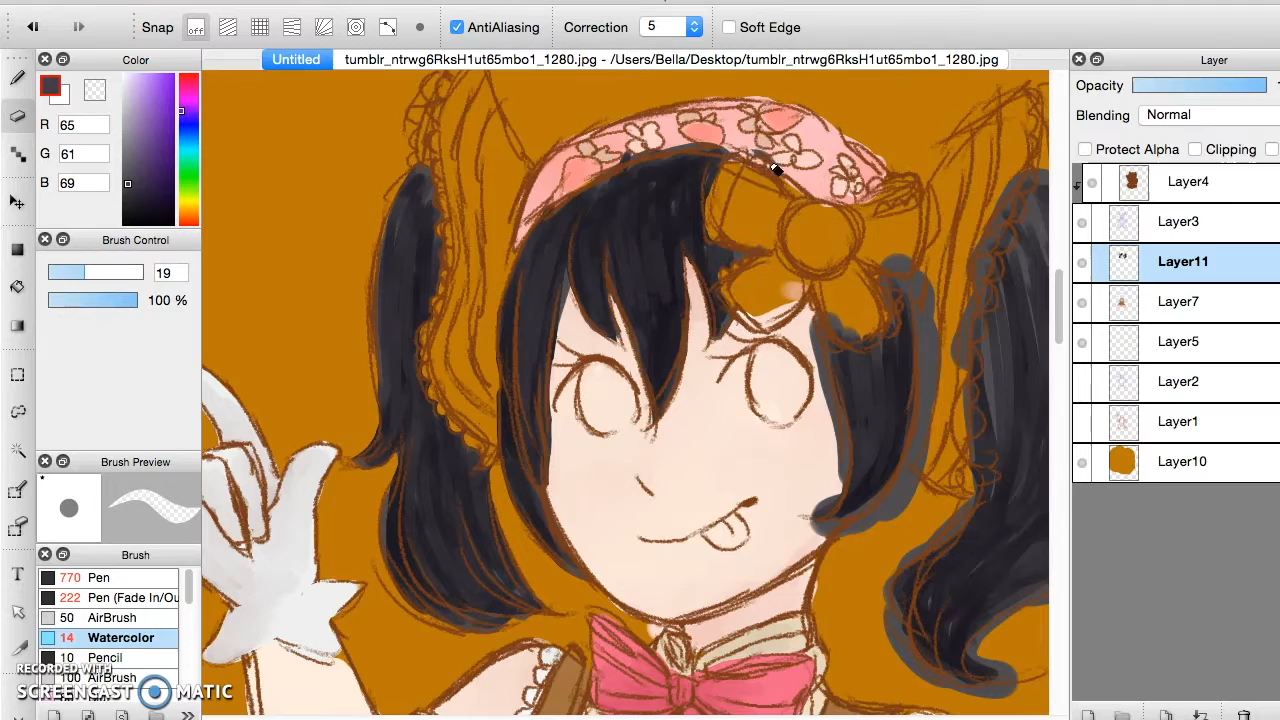 Snap off AntiAliasing Correction 5 Soft Edge
Color
Untitled tumblr_ntrwg6RksH1ut65mbo1_1280.jpg - /Users/Bella/Desktop/tumblr_ntrwg6RksH1ut65mbo1_1280.jpg
Layer
R 65
G 61
B 69
Opacity
Blending Normal
Protect Alpha Clipping
Layer4
Layer3
Layer11
Layer7
Layer5
Layer2
Layer1
Layer10
Brush Control
19
100 %
Brush Preview
Brush
770 Pen
222 Pen (Fade In/Ou
50 AirBrush
14 Watercolor
10 Pencil
100 AirBrush
T
RECORDED WITH
SCREENCAST MATIC